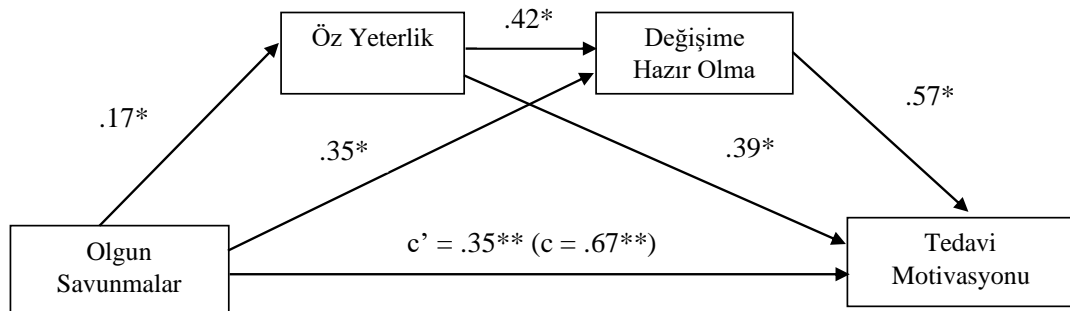 .42*
Öz Yeterlik
Değişime
Hazır Olma
.17*
.57*
.35*
.39*
Olgun
Savunmalar
c’ = .35** (c = .67**)
Tedavi
Motivasyonu